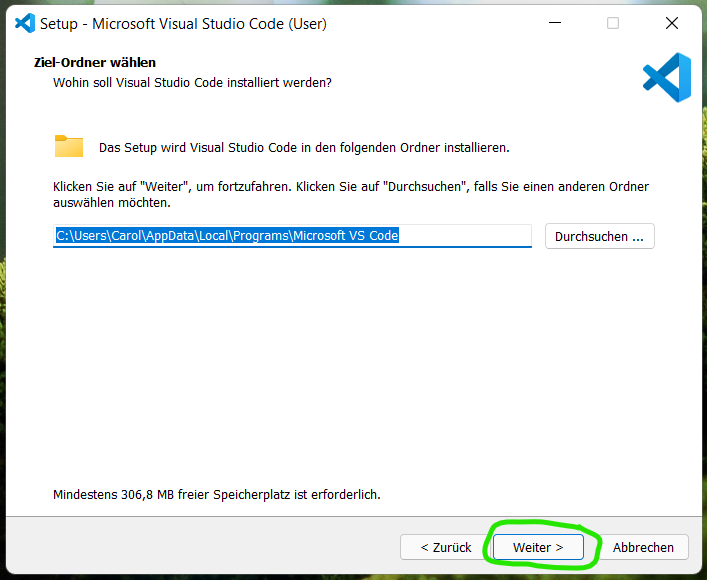 Setup - Microsoft Visual Studio Code (User)
Ziel-Ordner wählen
Wohin soll Visual Studio Code installiert werden?
Das Setup wird Visual Studio Code in den folgenden Ordner installieren.
Klicken Sie auf "Weiter", um fortzufahren. Klicken Sie auf "Durchsuchen", falls Sie einen anderen Ordner
auswählen möchten.
C:\Users\Carol\AppData\Local\Programs\Microsoft VS Code
Durchsuchen ...
Mindestens 306,8 MB freier Speicherplatz ist erforderlich.
< Zurück
Weiter >
Abbrechen